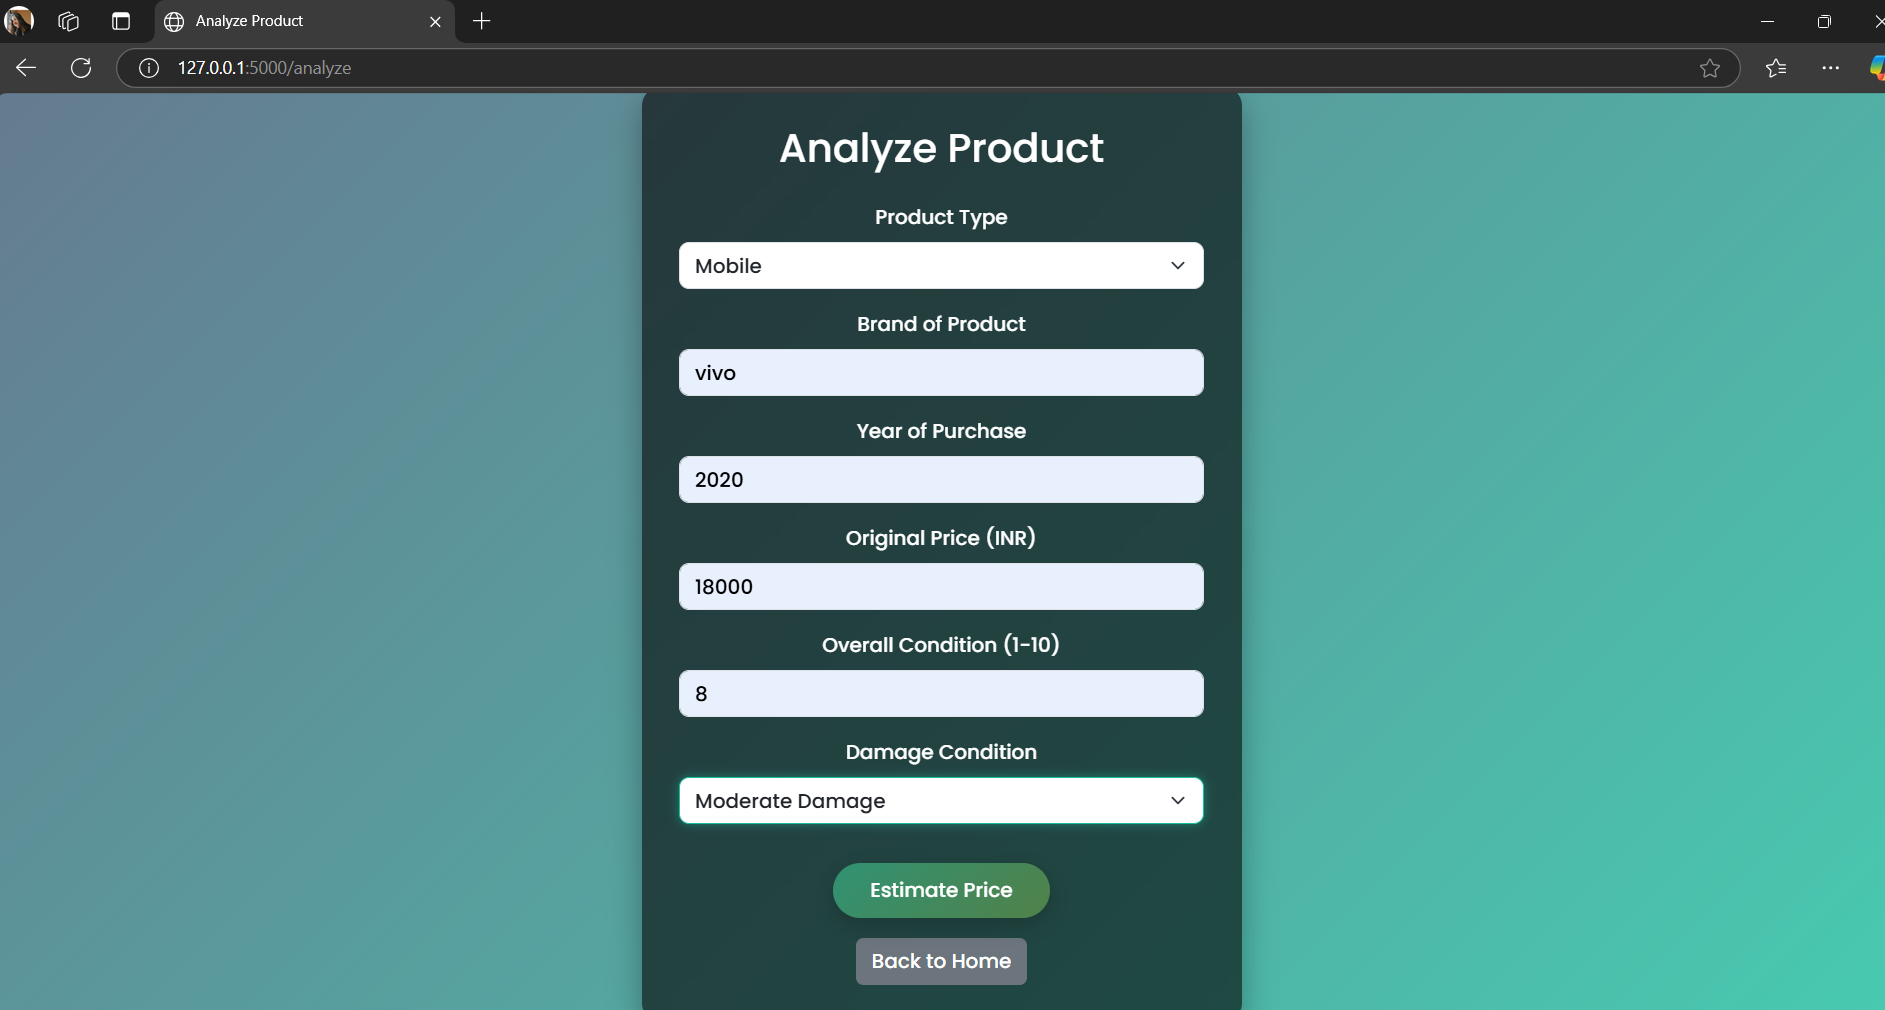 Analyze Product
127.0.0.1:5000/analyze
Analyze Product
Product Type
Mobile
Brand of Product
vivo
Year of Purchase
2020
Original Price (INR)
18000
Overall Condition (1-10)
8
Damage Condition
Moderate Damage
Estimate Price
Back to Home